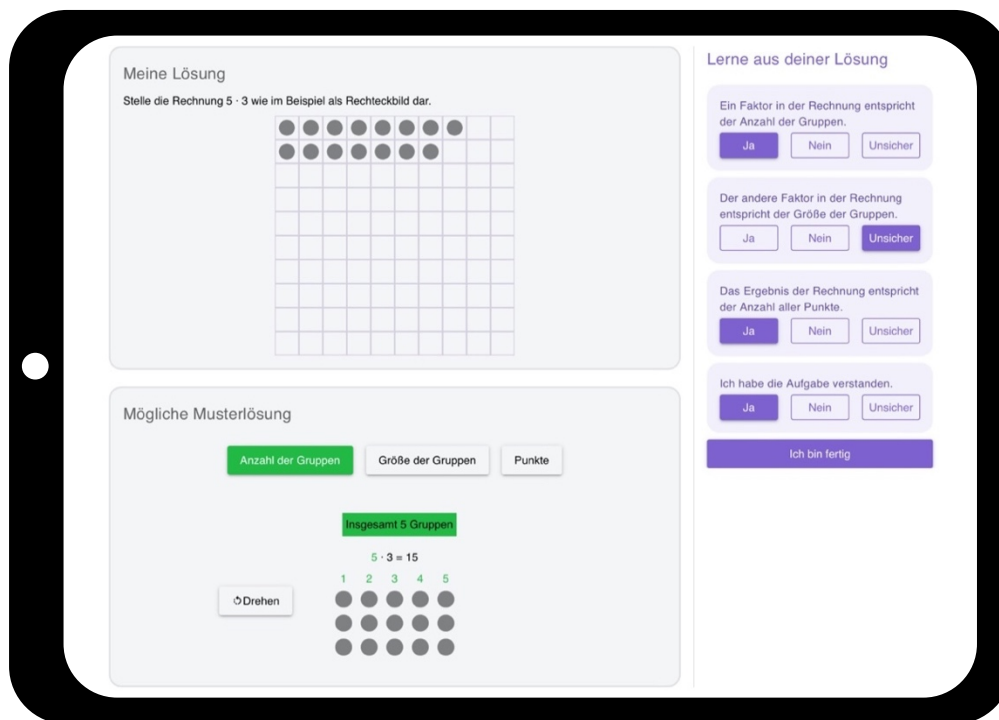 Meine Lösung
Stelle die Rechnung 5 · 3 wie im Beispiel als Rechteckbild dar.
Mögliche Musterlösung
Anzahl der Gruppen
Größe der Gruppen
Punkte
Insgesamt 5 Gruppen
5 · 3 = 15
1 2 3 4 5
Drehen
Lerne aus deiner Lösung
Ein Faktor in der Rechnung entspricht
der Anzahl der Gruppen.
Ja
Nein
Unsicher
Der andere Faktor in der Rechnung
entspricht der Größe der Gruppen.
Ja
Nein
Unsicher
Das Ergebnis der Rechnung entspricht
der Anzahl aller Punkte.
Ja
Nein
Unsicher
Ich habe die Aufgabe verstanden.
Ja
Nein
Unsicher
Ich bin fertig